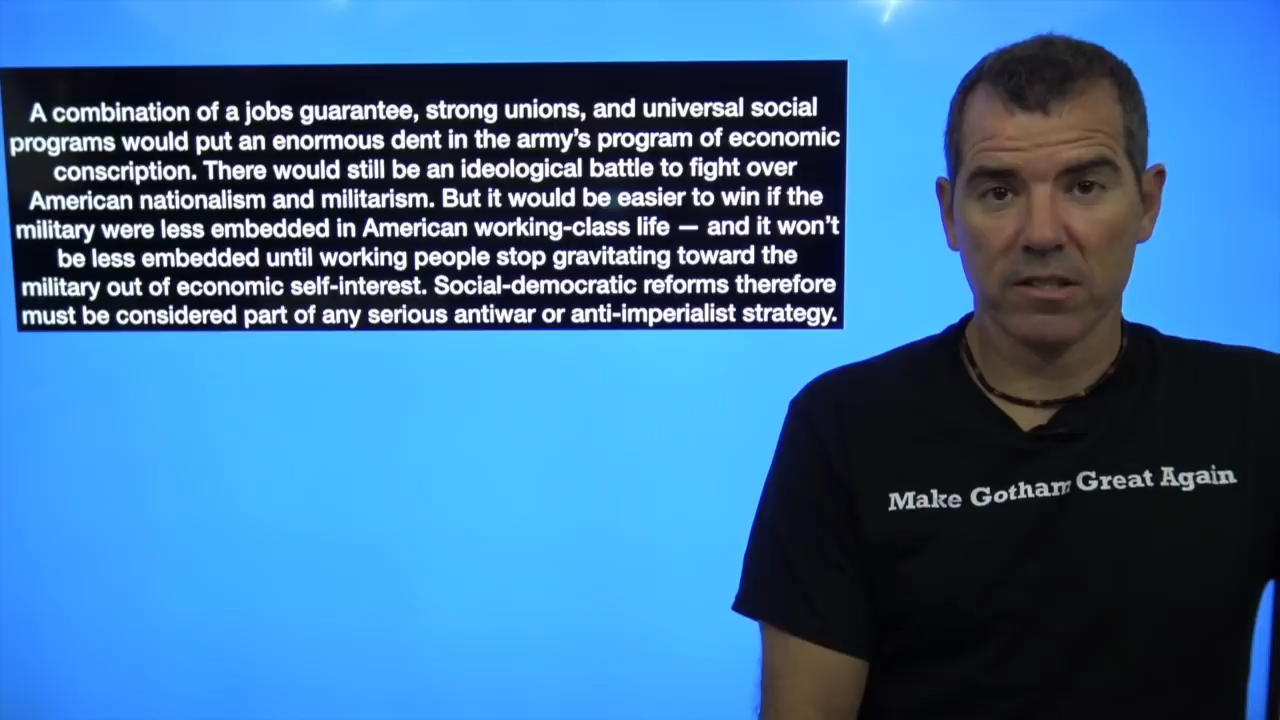 A combination of a jobs guarantee, strong unions, and universal social
programs would put an enormous dent in the army's program of economic
conscription. There would still be an ideological battle to fight over
American nationalism and militarism. But it would be easier to win if the
military were less embedded in American working-class life — and it won't
be less embedded until working people stop gravitating toward the
military out of economic self-interest. Social-democratic reforms therefore
must be considered part of any serious antiwar or anti-imperialist strategy.
Make Gotham Great Again